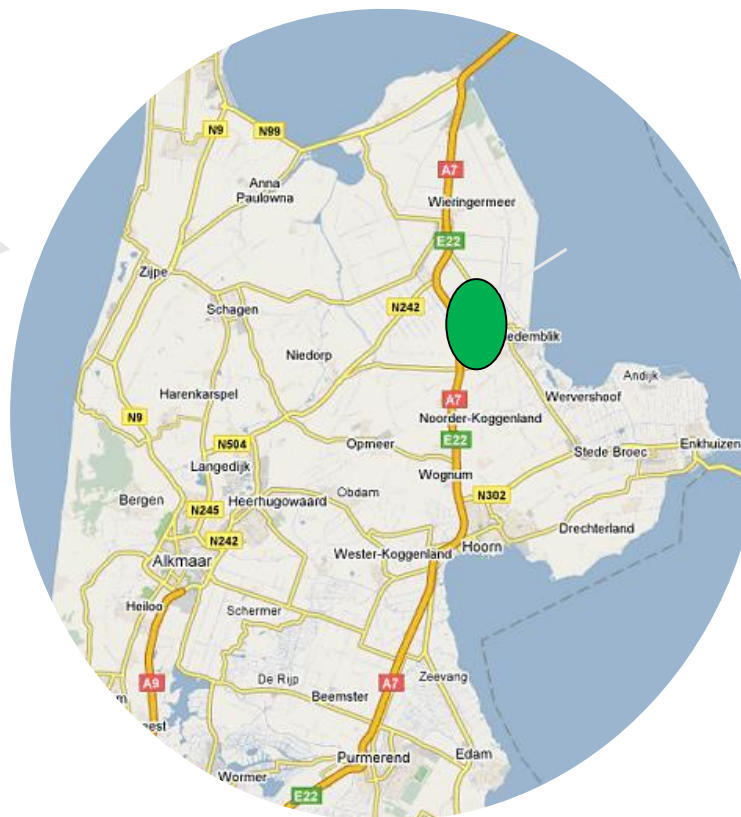 N9
N99
A7
Anna
Paulowna
Wieringermeer
E22
Zijpe
Schagen
N242
edemblik
Niedorp
Andijk
Harenkarspel
Wervershoof
A7
N9
Noorder-Koggenland
E22
N504
Opmeer
Enkhuizen
Stede Broec
Langedijk
Wognum
Obdam
N302
Bergen
Heerhugowaard
N245
Drechterland
N242
Hoorn
Wester-Koggenland
Alkmaar
Heiloo
Schermer
Zeevang
De Rijp
A9
A7
Beemster
m
eest
Edam
Purmerend
Wormer
E22